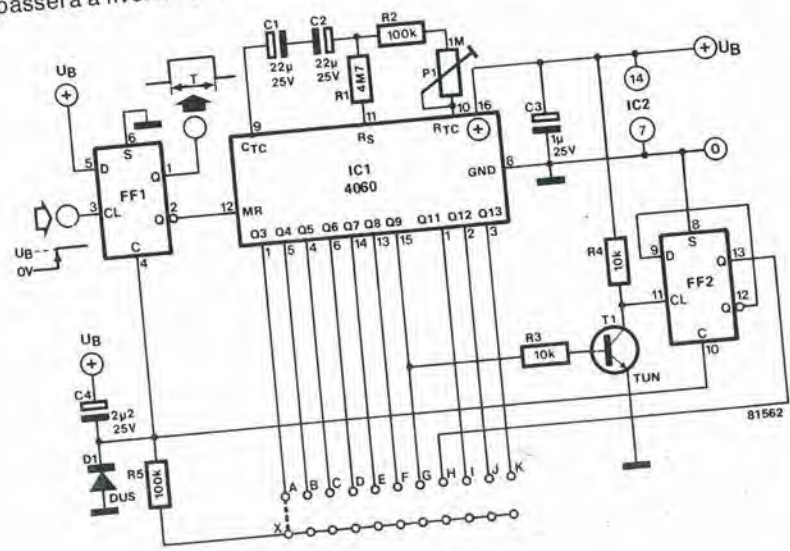 passera à
C1
C2
R2
100k
1M
P1
22µ
25V
22µ
25V
R1
4M7
UB
T
9
11
10
16
CTC
RS
RTC
+
IC1
4060
GND
8
C3
1µ
25V
+ UB
14
IC2
7
0
6
S
5
D
Q
1
FF1
3
CL
Q
2
C
4
UB
0V
12
MR
Q3 Q4 Q5 Q6 Q7 Q8 Q9 Q11 Q12 Q13
1 5 4 6 14 13 15 1 2 3
R4
10k
8
S
9
D
Q
13
FF2
11
CL
Q
12
C
10
T1
R3
10k
TUN
81562
UB
+
C4
2µ2
25V
D1
DUS
R5
100k
A B C D E F G H I J K
X